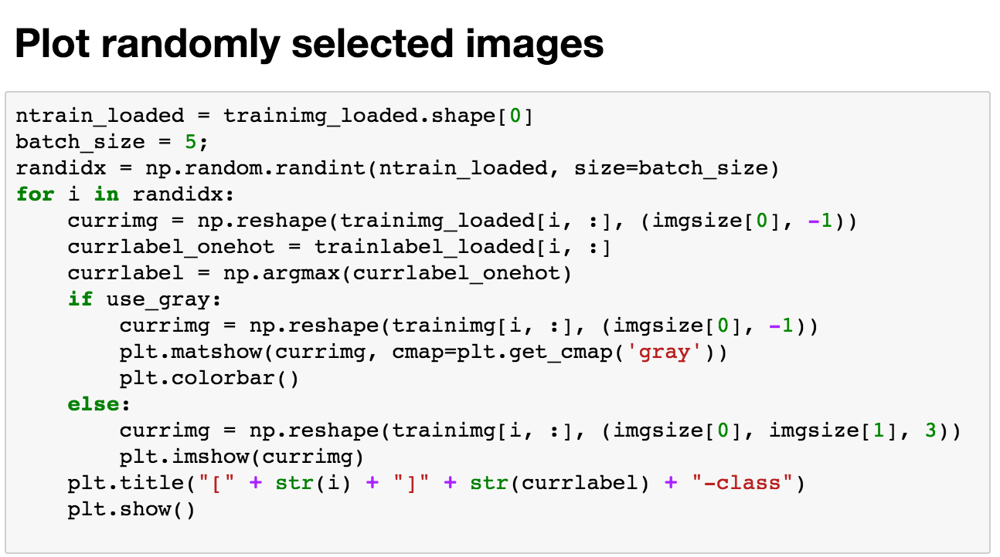 Plot randomly selected images
ntrain_loaded = trainimg_loaded.shape[0]
batch_size = 5;
randidx = np.random.randint(ntrain_loaded, size=batch_size)
for i in randidx:
    currimg = np.reshape(trainimg_loaded[i, :], (imgsize[0], -1))
    currlabel_onehot = trainlabel_loaded[i, :]
    currlabel = np.argmax(currlabel_onehot)
    if use_gray:
        currimg = np.reshape(trainimg[i, :], (imgsize[0], -1))
        plt.matshow(currimg, cmap=plt.get_cmap('gray'))
        plt.colorbar()
    else:
        currimg = np.reshape(trainimg[i, :], (imgsize[0], imgsize[1], 3))
        plt.imshow(currimg)
    plt.title("[" + str(i) + "]" + str(currlabel) + "-class")
    plt.show()